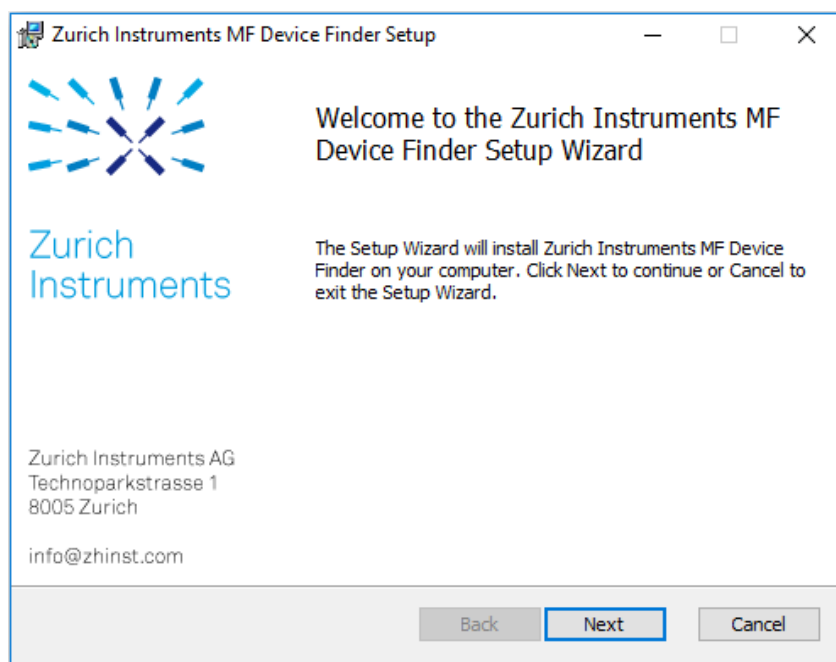 Zurich Instruments MF Device Finder Setup
Welcome to the Zurich Instruments MF
Device Finder Setup Wizard
Zurich
Instruments
The Setup Wizard will install Zurich Instruments MF Device
Finder on your computer. Click Next to continue or Cancel to
exit the Setup Wizard.
Zurich Instruments AG
Technoparkstrasse 1
8005 Zurich
info@zhinst.com
Back Next Cancel